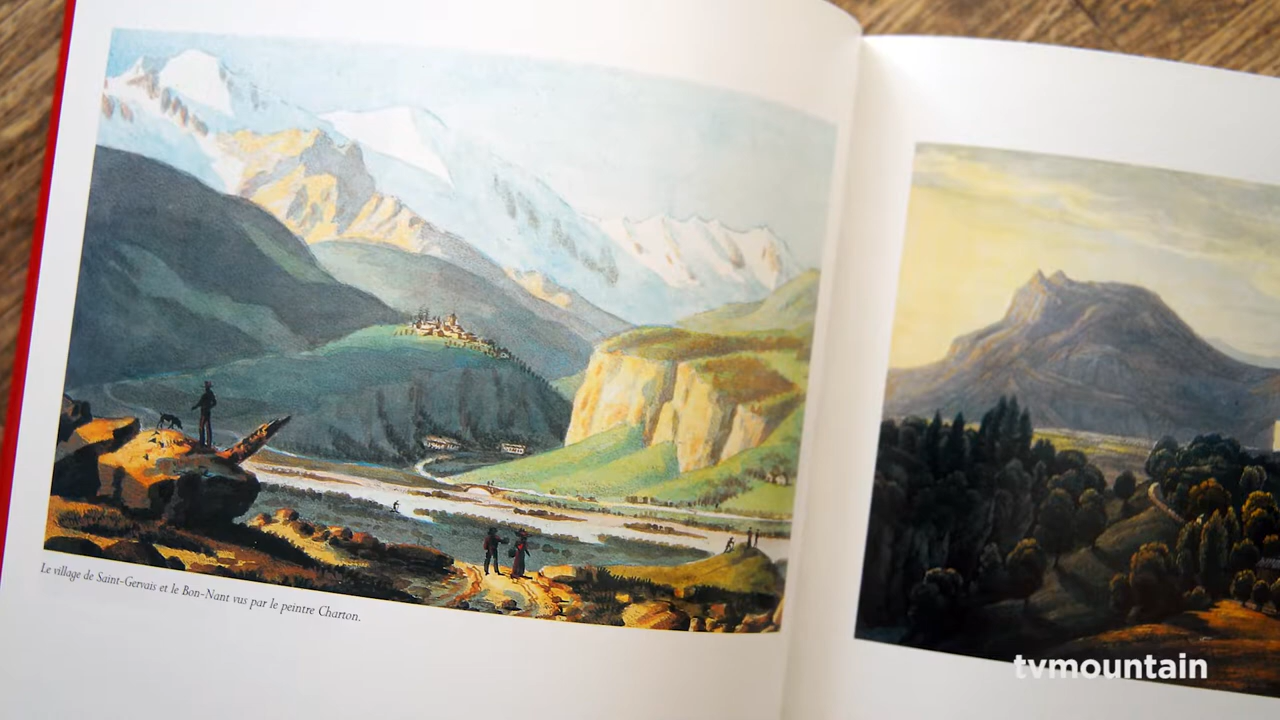 Le village de Saint-Gervais et le Bon-Nant vus par le peintre Charton.
tvmountain